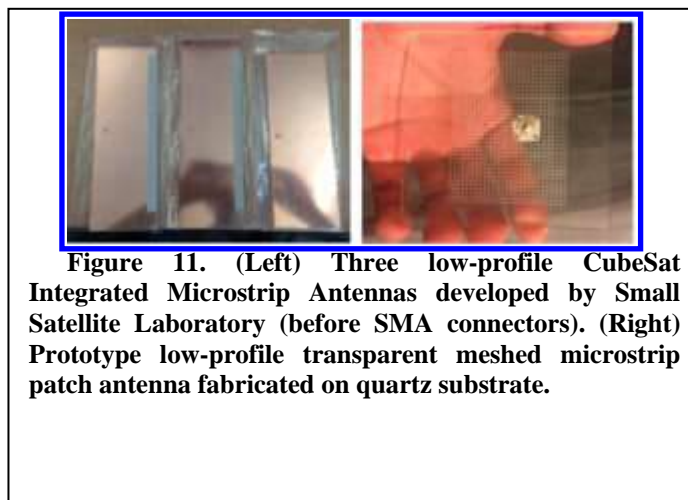 Figure 11. (Left) Three low-profile CubeSat
Integrated Microstrip Antennas developed by Small
Satellite Laboratory (before SMA connectors). (Right)
Prototype low-profile transparent meshed microstrip
patch antenna fabricated on quartz substrate.